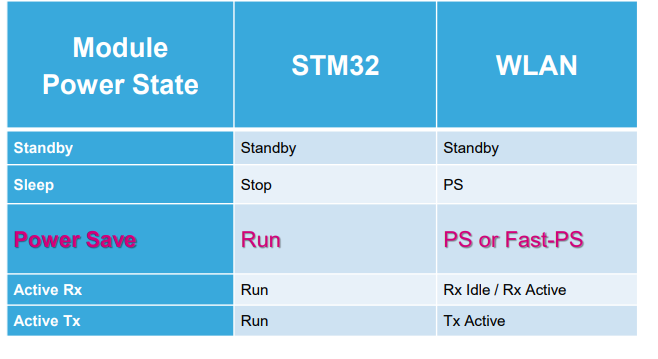 Module
Power State
STM32
WLAN
Standby
Standby
Standby
Sleep
Stop
PS
Power Save
Run
PS or Fast-PS
Active Rx
Run
Rx Idle / Rx Active
Active Tx
Run
Tx Active